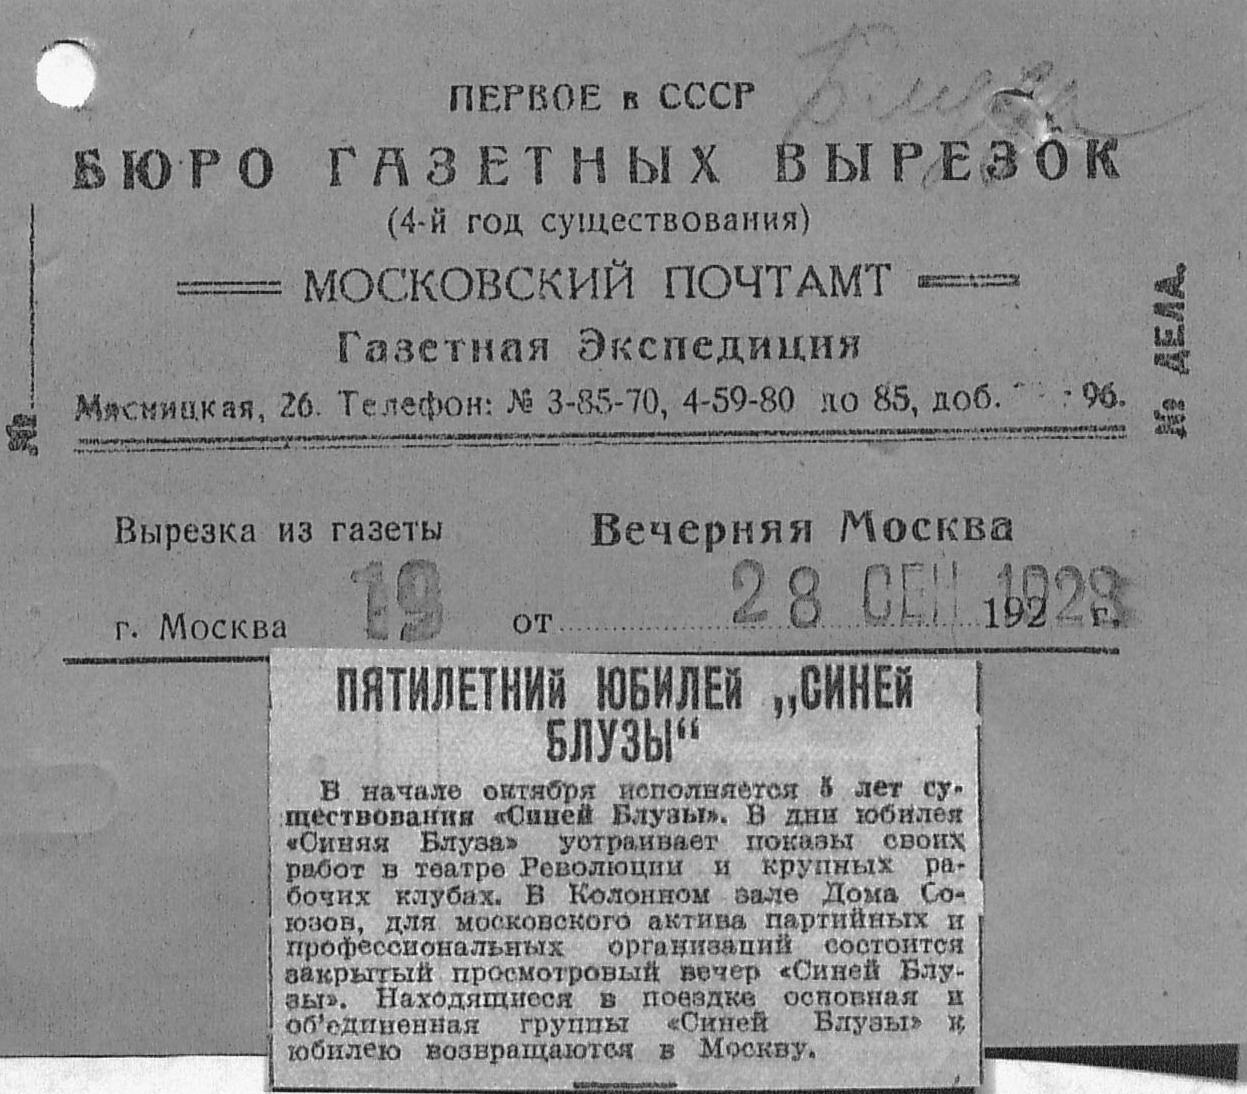 ПЕРВОЕ в СССР
БЮРО ГАЗЕТНЫХ ВЫРЕЗОК
(4-й год существования)
МОСКОВСКИЙ ПОЧТАМТ
Газетная Экспедиция
Мясницкая, 26. Телефон: № 3-85-70, 4-59-80 до 85, доб. 96.
№
№ ДЕЛА.
Вырезка из газеты Вечерняя Москва
г. Москва 19 от 28 СЕН 1928 192 г.
ПЯТИЛЕТНИЙ ЮБИЛЕЙ „СИНЕЙ
БЛУЗЫ“
В начале октября исполняется 5 лет су-
ществования «Синей Блузы». В дни юбилея
«Синяя Блуза» устраивает показы своих
работ в театре Революции и крупных ра-
бочих клубах. В Колонном зале Дома Со-
юзов, для московского актива партийных и
профессиональных организаций состоится
закрытый просмотровый вечер «Синей Блу-
зы». Находящиеся в поездке основная и
об'единенная группы «Синей Блузы» к
юбилею возвращаются в Москву.